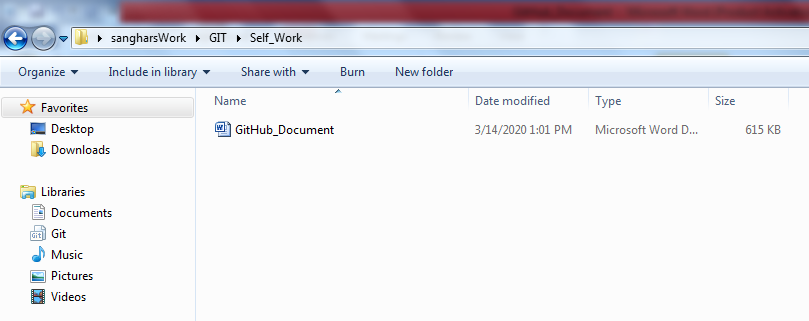 sangharsWork ▸ GIT ▸ Self_Work
Organize Include in library Share with Burn New folder
Favorites
Desktop
Downloads
Libraries
Documents
Git
Music
Pictures
Videos
Name Date modified Type Size
GitHub_Document 3/14/2020 1:01 PM Microsoft Word D... 615 KB